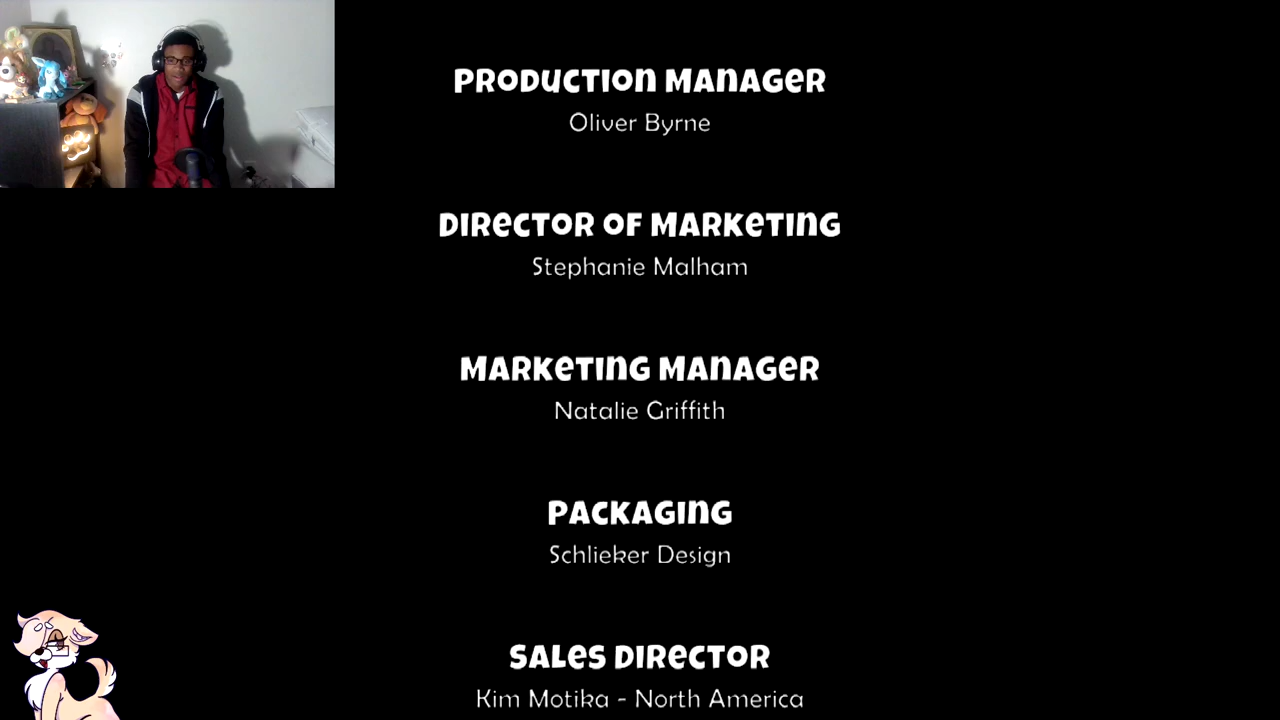 PRODUCTION MANAGER
Oliver Byrne
DIRECTOR OF MARKETING
Stephanie Malham
MARKETING MANAGER
Natalie Griffith
PACKAGING
Schlieker Design
SALES DIRECTOR
Kim Motika - North America